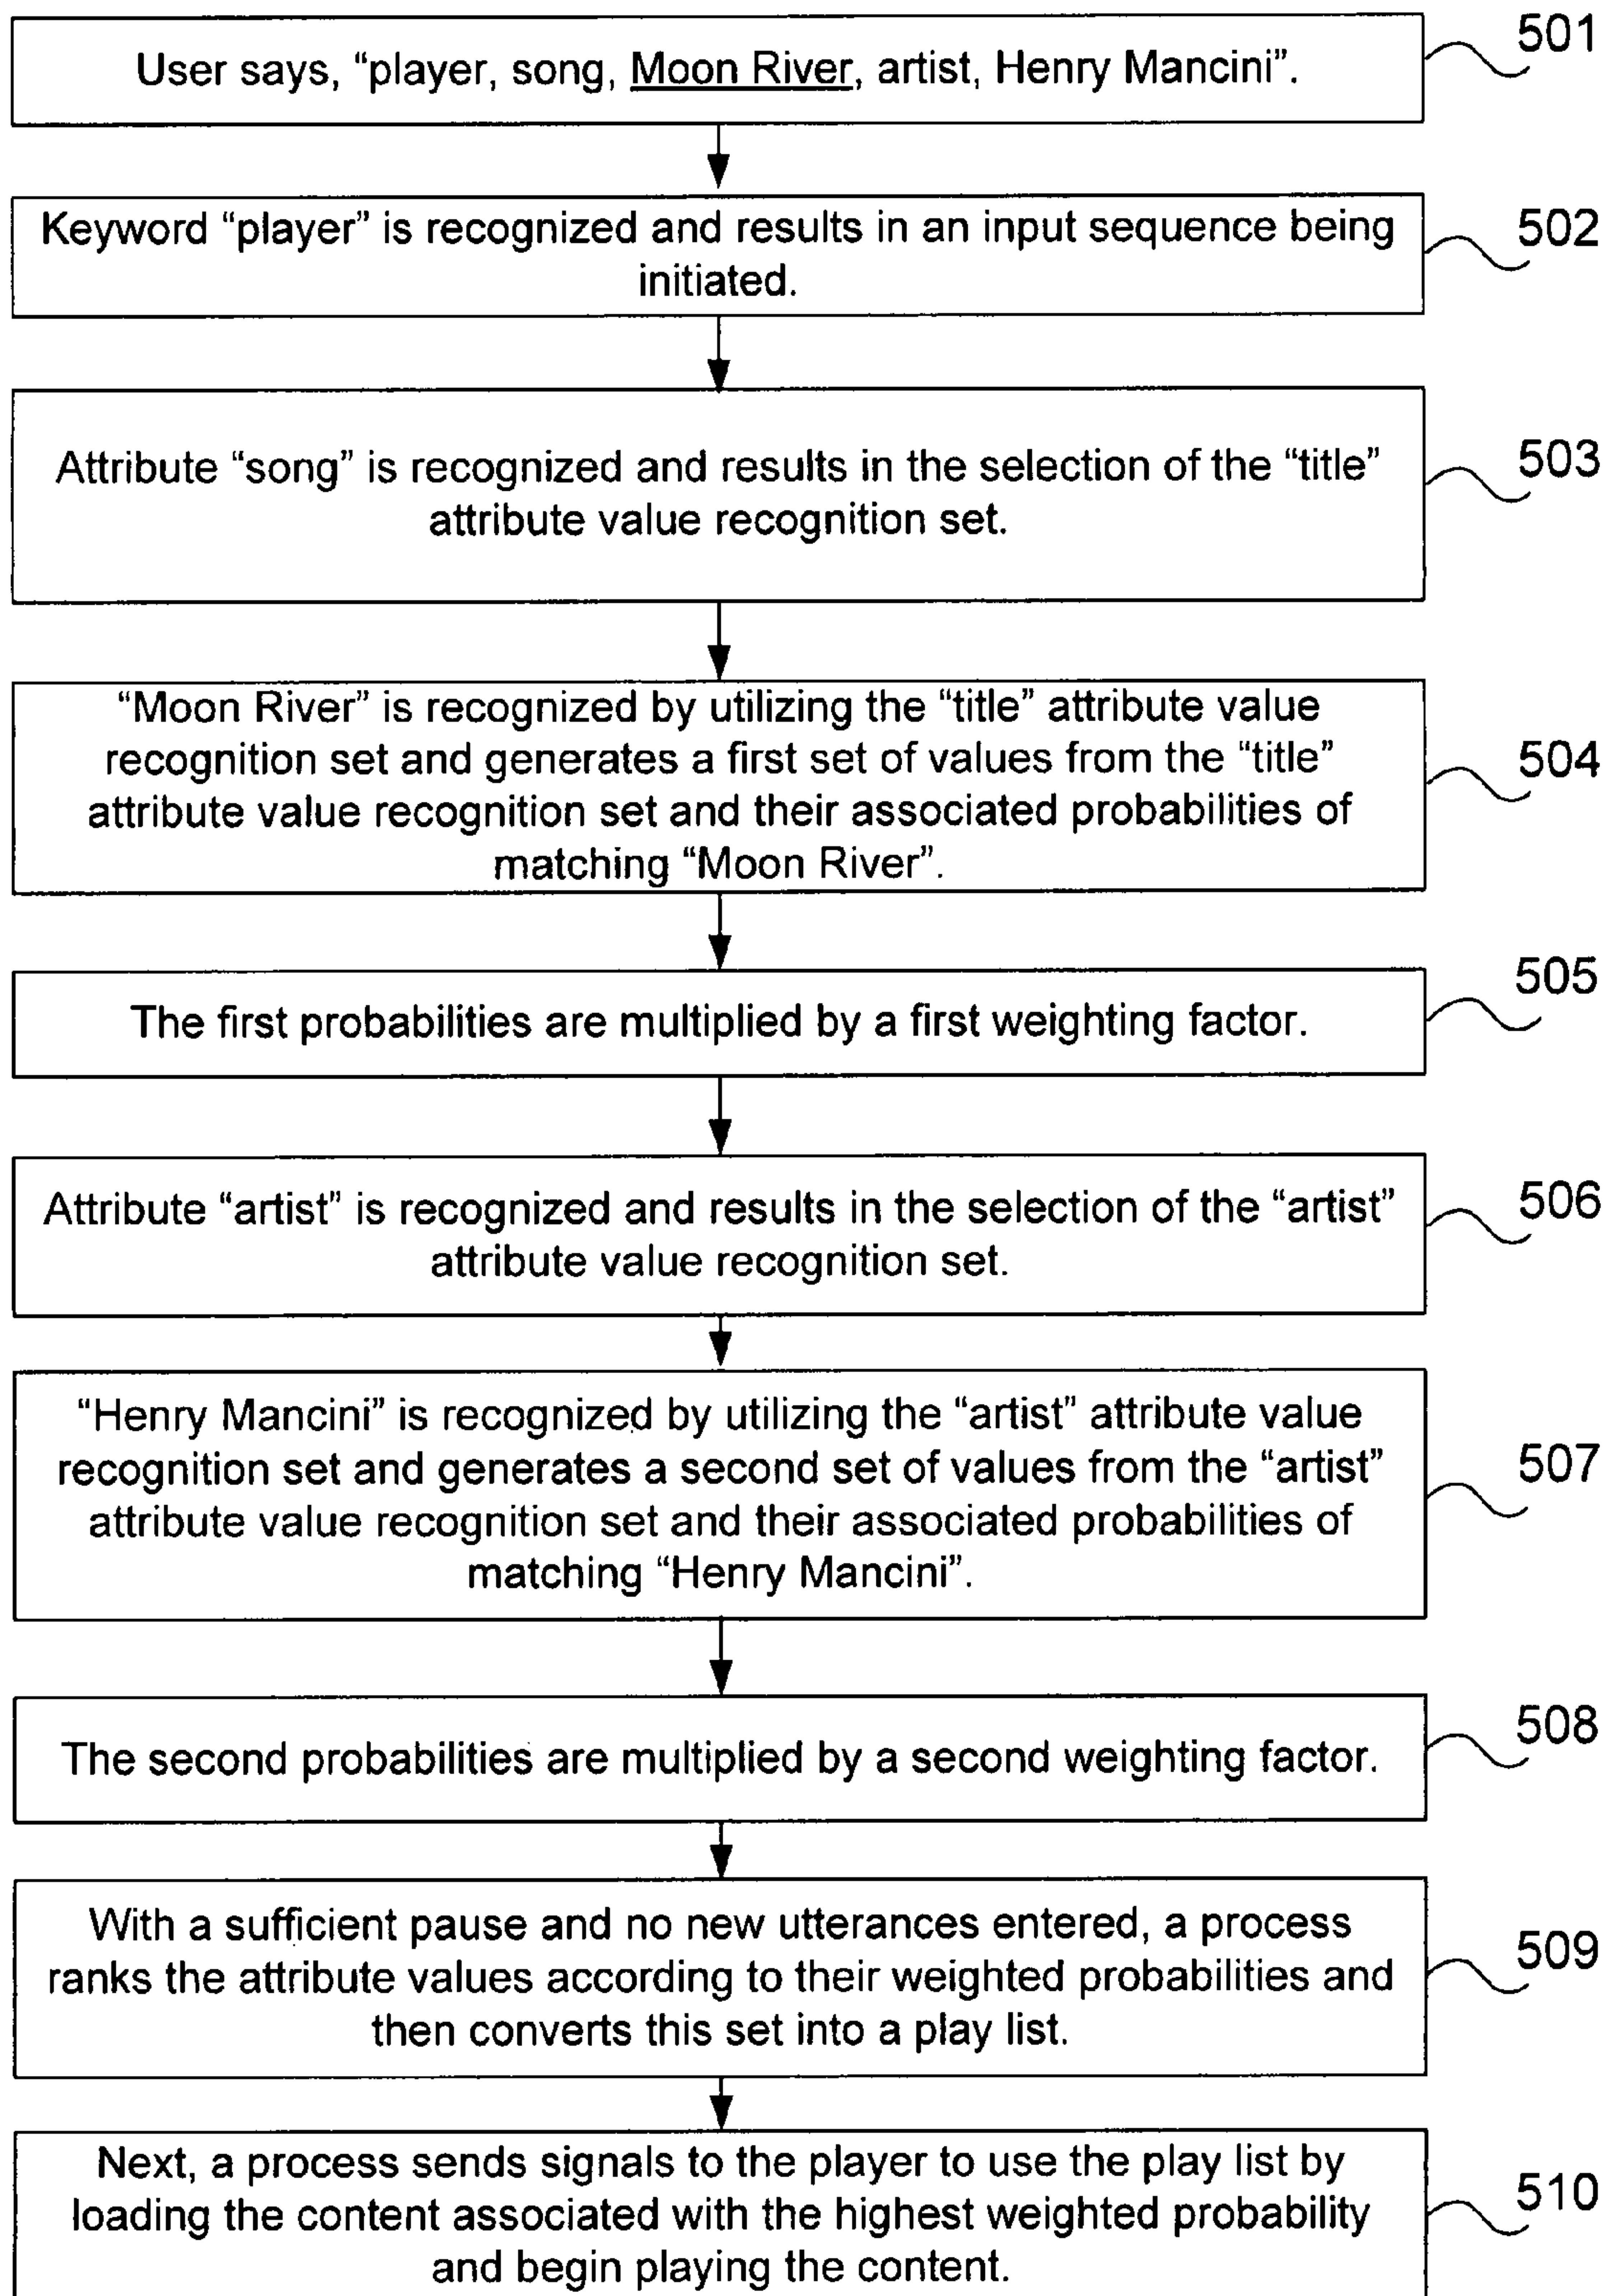 501
User says, “player, song, Moon River, artist, Henry Mancini”.
502
Keyword “player” is recognized and results in an input sequence being
initiated.
503
Attribute “song” is recognized and results in the selection of the “title”
attribute value recognition set.
504
“Moon River” is recognized by utilizing the “title” attribute value
recognition set and generates a first set of values from the “title”
attribute value recognition set and their associated probabilities of
matching “Moon River”.
505
The first probabilities are multiplied by a first weighting factor.
506
Attribute “artist” is recognized and results in the selection of the “artist”
attribute value recognition set.
507
“Henry Mancini” is recognized by utilizing the “artist” attribute value
recognition set and generates a second set of values from the “artist”
attribute value recognition set and their associated probabilities of
matching “Henry Mancini”.
508
The second probabilities are multiplied by a second weighting factor.
509
With a sufficient pause and no new utterances entered, a process
ranks the attribute values according to their weighted probabilities and
then converts this set into a play list.
510
Next, a process sends signals to the player to use the play list by
loading the content associated with the highest weighted probability
and begin playing the content.